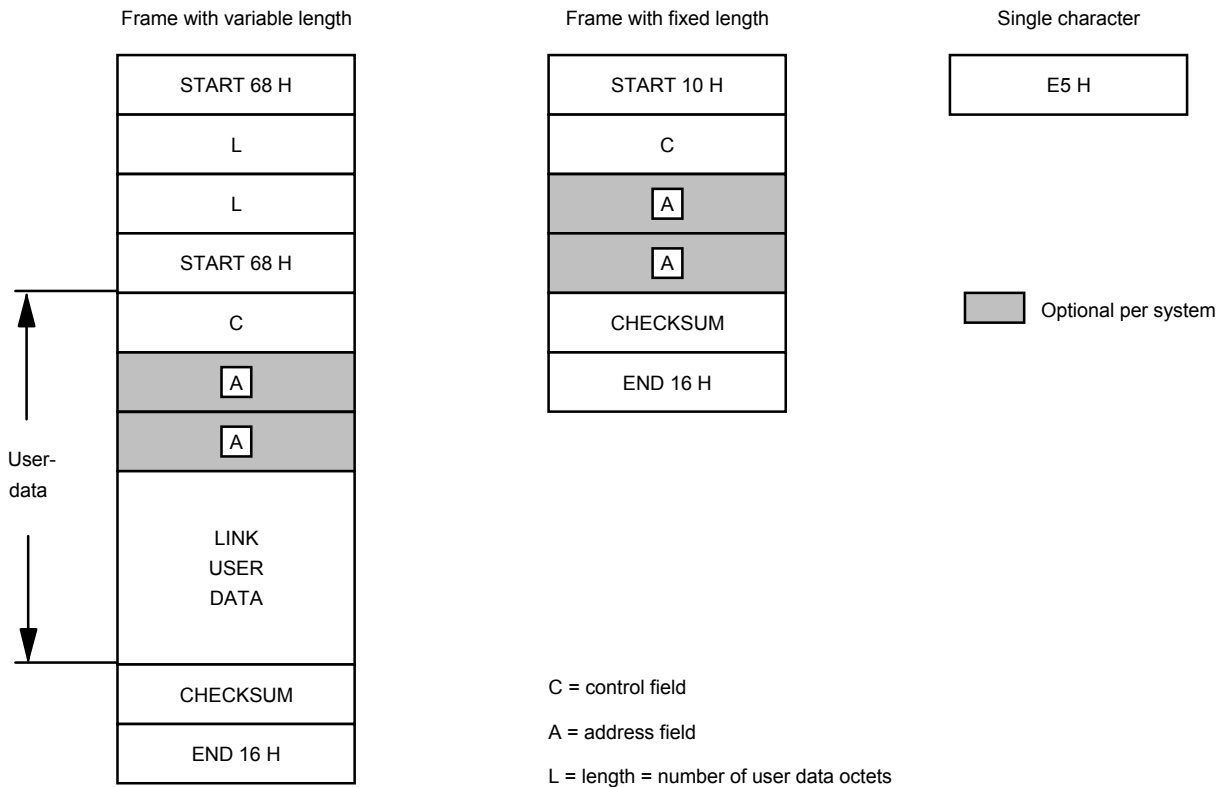 Frame with variable length
START 68 H
L
L
START 68 H
C
A
A
LINK
USER
DATA
CHECKSUM
END 16 H
User-
data
Frame with fixed length
START 10 H
C
A
A
CHECKSUM
END 16 H
Single character
E5 H
Optional per system
C = control field
A = address field
L = length = number of user data octets